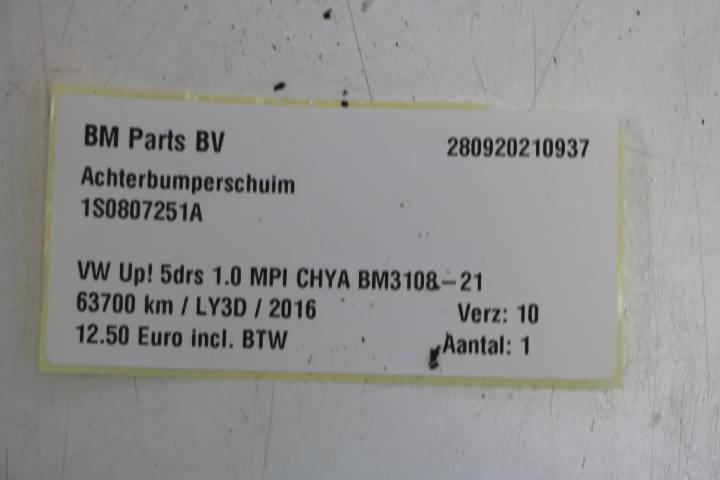 BM Parts BV 280920210937
Achterbumperschuim
1S0807251A
VW Up! 5drs 1.0 MPI CHYA BM3108-21
63700 km / LY3D / 2016 Verz: 10
12.50 Euro incl. BTW Aantal: 1